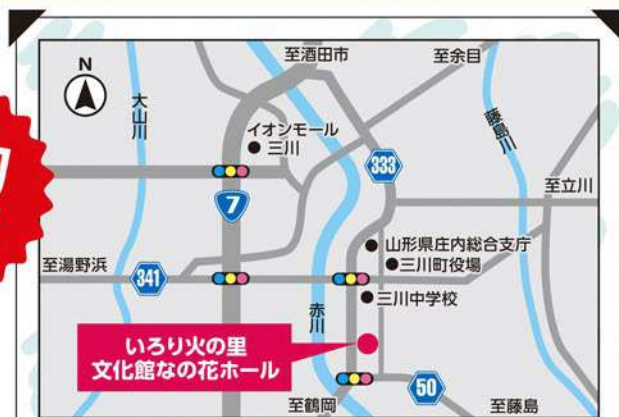 N
至酒田市
至余目
大山川
藤島川
イオンモール
三川
333
7
至立川
山形県庄内総合支庁
三川町役場
至湯野浜
341
三川中学校
赤川
いろり火の里
文化館なの花ホール
50
至鶴岡
至藤島